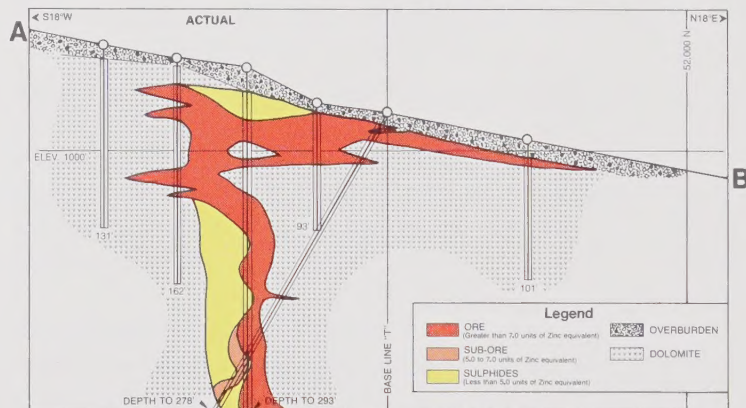 S18°W
ACTUAL
N18°E
A
52,000 N
ELEV. 1000'
B
131'
162'
93'
101'
BASE LINE "T"
DEPTH TO 278'
DEPTH TO 293'
Legend
ORE
(Greater than 7.0 units of Zinc equivalent)
SUB-ORE
(5.0 to 7.0 units of Zinc equivalent)
SULPHIDES
(Less than 5.0 units of Zinc equivalent)
OVERBURDEN
DOLOMITE